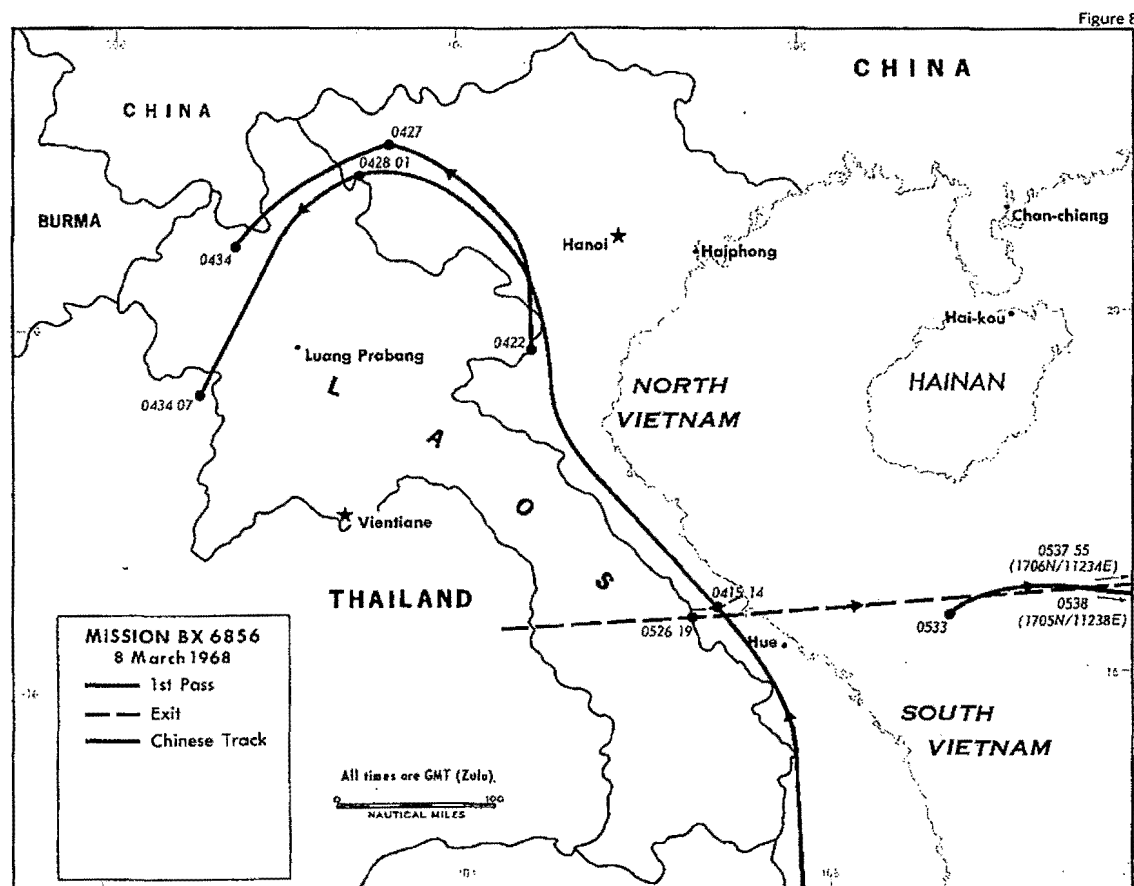 Figure 8
CHINA
CHINA
0427
0428 01
BURMA
Chan-chiang
Hanoi
Haiphong
0434
Hai-kou
20
0422
Luang Prabang
L
HAINAN
NORTH
VIETNAM
0434 07
A
O
Vientiane
S
0537 55
(1706N/11234E)
0415 14
THAILAND
0538
(1705N/11238E)
0533
0526 19
Hue
MISSION BX 6856
8 March 1968
1st Pass
Exit
Chinese Track
SOUTH
VIETNAM
All times are GMT (Zulu).
0 100
NAUTICAL MILES